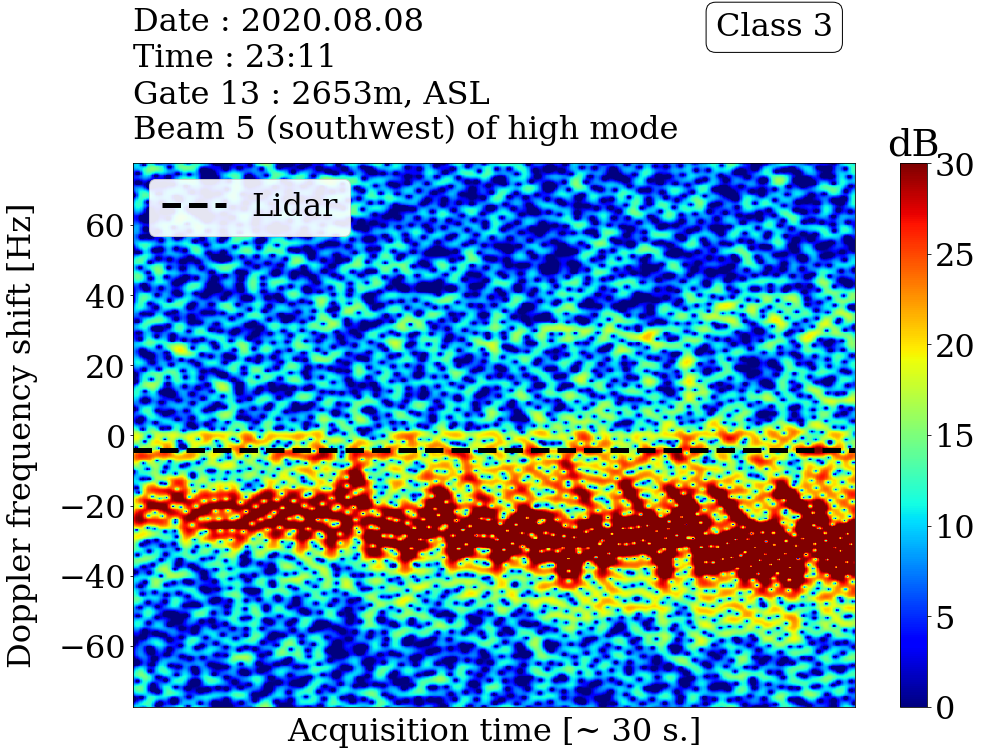 Date : 2020.08.08
Time : 23:11
Gate 13 : 2653m, ASL
Beam 5 (southwest) of high mode
Class 3
dB
Lidar
Doppler frequency shift [Hz]
60
40
20
0
−20
−40
−60
Acquisition time [~ 30 s.]
30
25
20
15
10
5
0